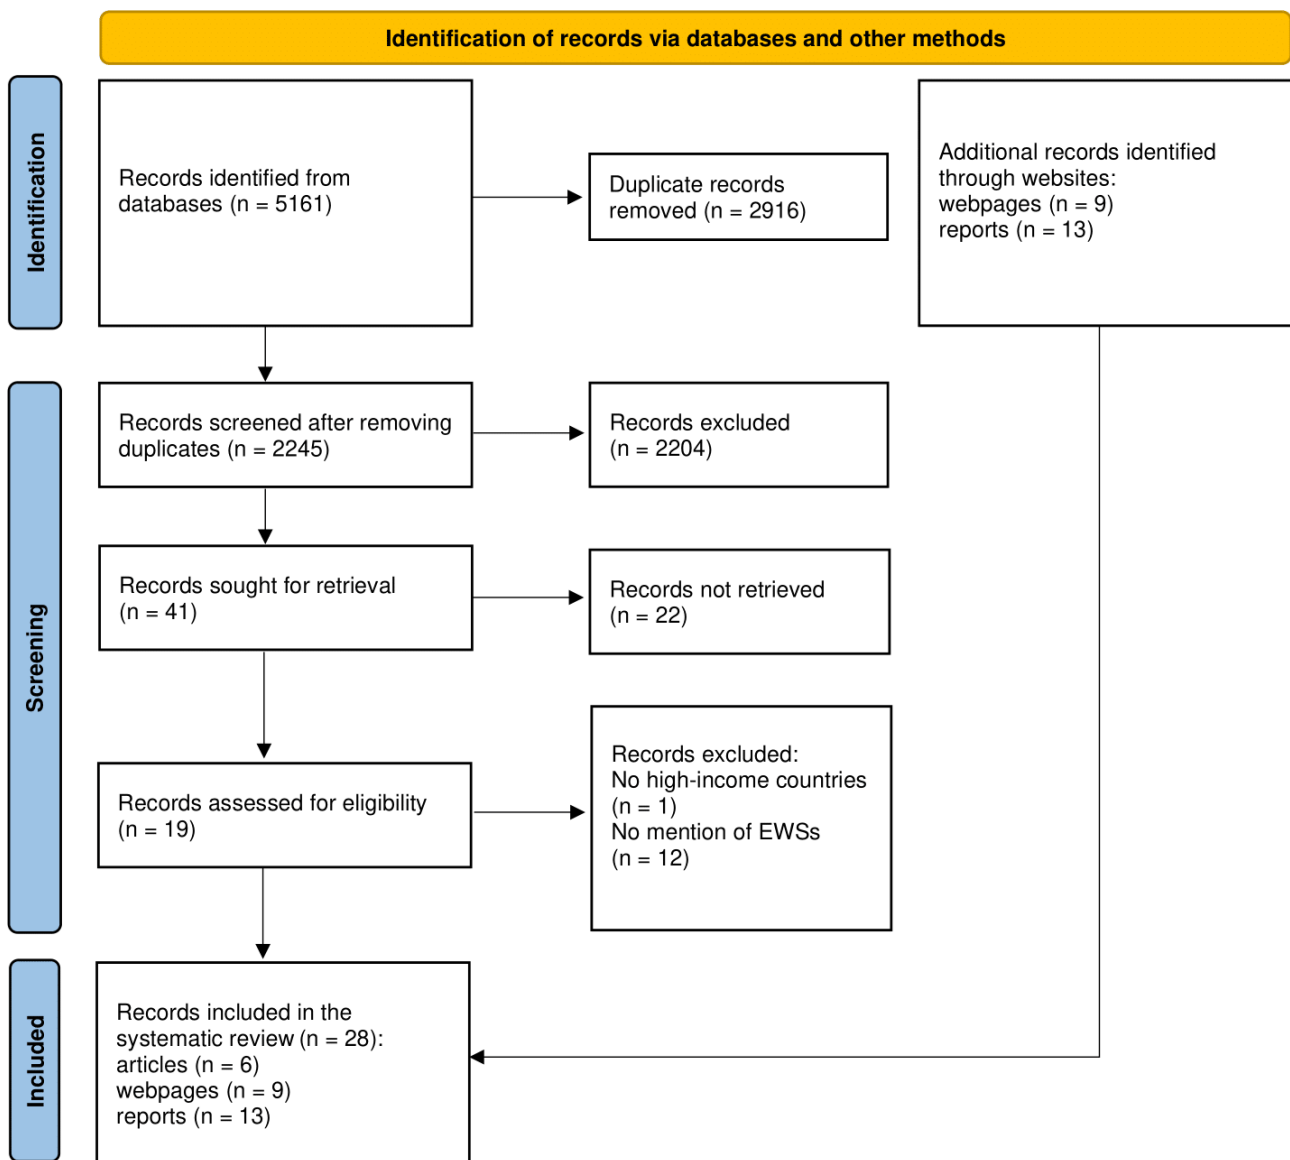 Identification of records via databases and other methods
Identification
Records identified from
databases (n = 5161)
Duplicate records
removed (n = 2916)
Additional records identified
through websites:
webpages (n = 9)
reports (n = 13)
Screening
Records screened after removing
duplicates (n = 2245)
Records excluded
(n = 2204)
Records sought for retrieval
(n = 41)
Records not retrieved
(n = 22)
Records assessed for eligibility
(n = 19)
Records excluded:
No high-income countries
(n = 1)
No mention of EWSs
(n = 12)
Included
Records included in the
systematic review (n = 28):
articles (n = 6)
webpages (n = 9)
reports (n = 13)